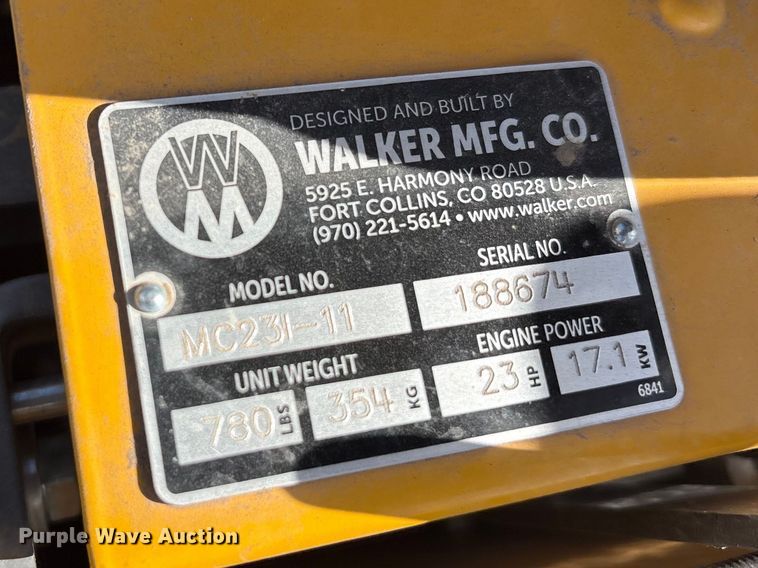 WM
DESIGNED AND BUILT BY
WALKER MFG. CO.
5925 E. HARMONY ROAD
FORT COLLINS, CO 80528 U.S.A.
(970) 221-5614 • www.walker.com
MODEL NO.
SERIAL NO.
MC23I-11
188674
UNIT WEIGHT
ENGINE POWER
780 LBS
354 KG
23 HP
17.1 KW
6841
Purple Wave Auction